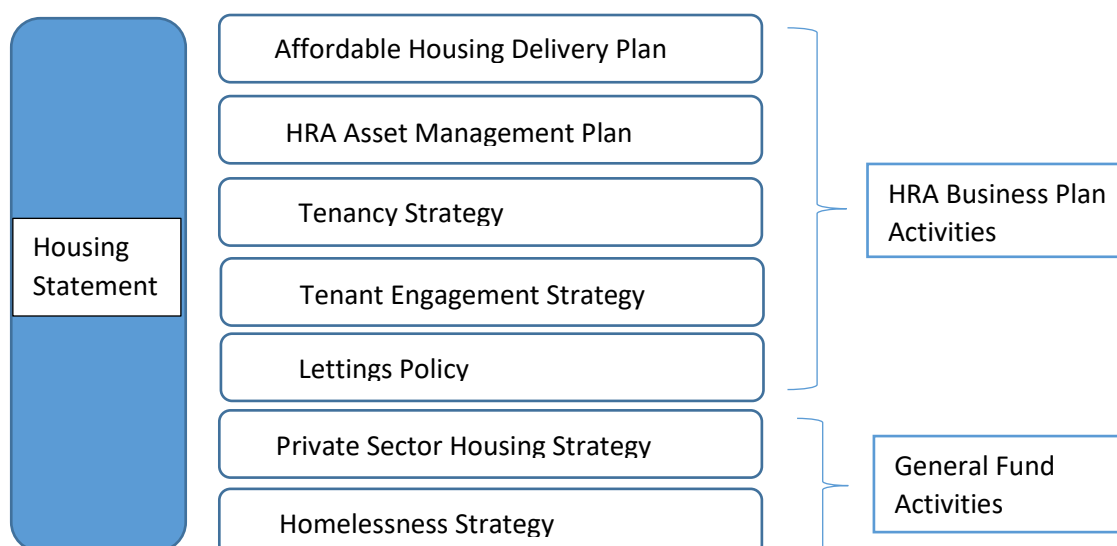 Housing
Statement
Affordable Housing Delivery Plan
HRA Asset Management Plan
Tenancy Strategy
Tenant Engagement Strategy
Lettings Policy
Private Sector Housing Strategy
Homelessness Strategy
HRA Business Plan
Activities
General Fund
Activities